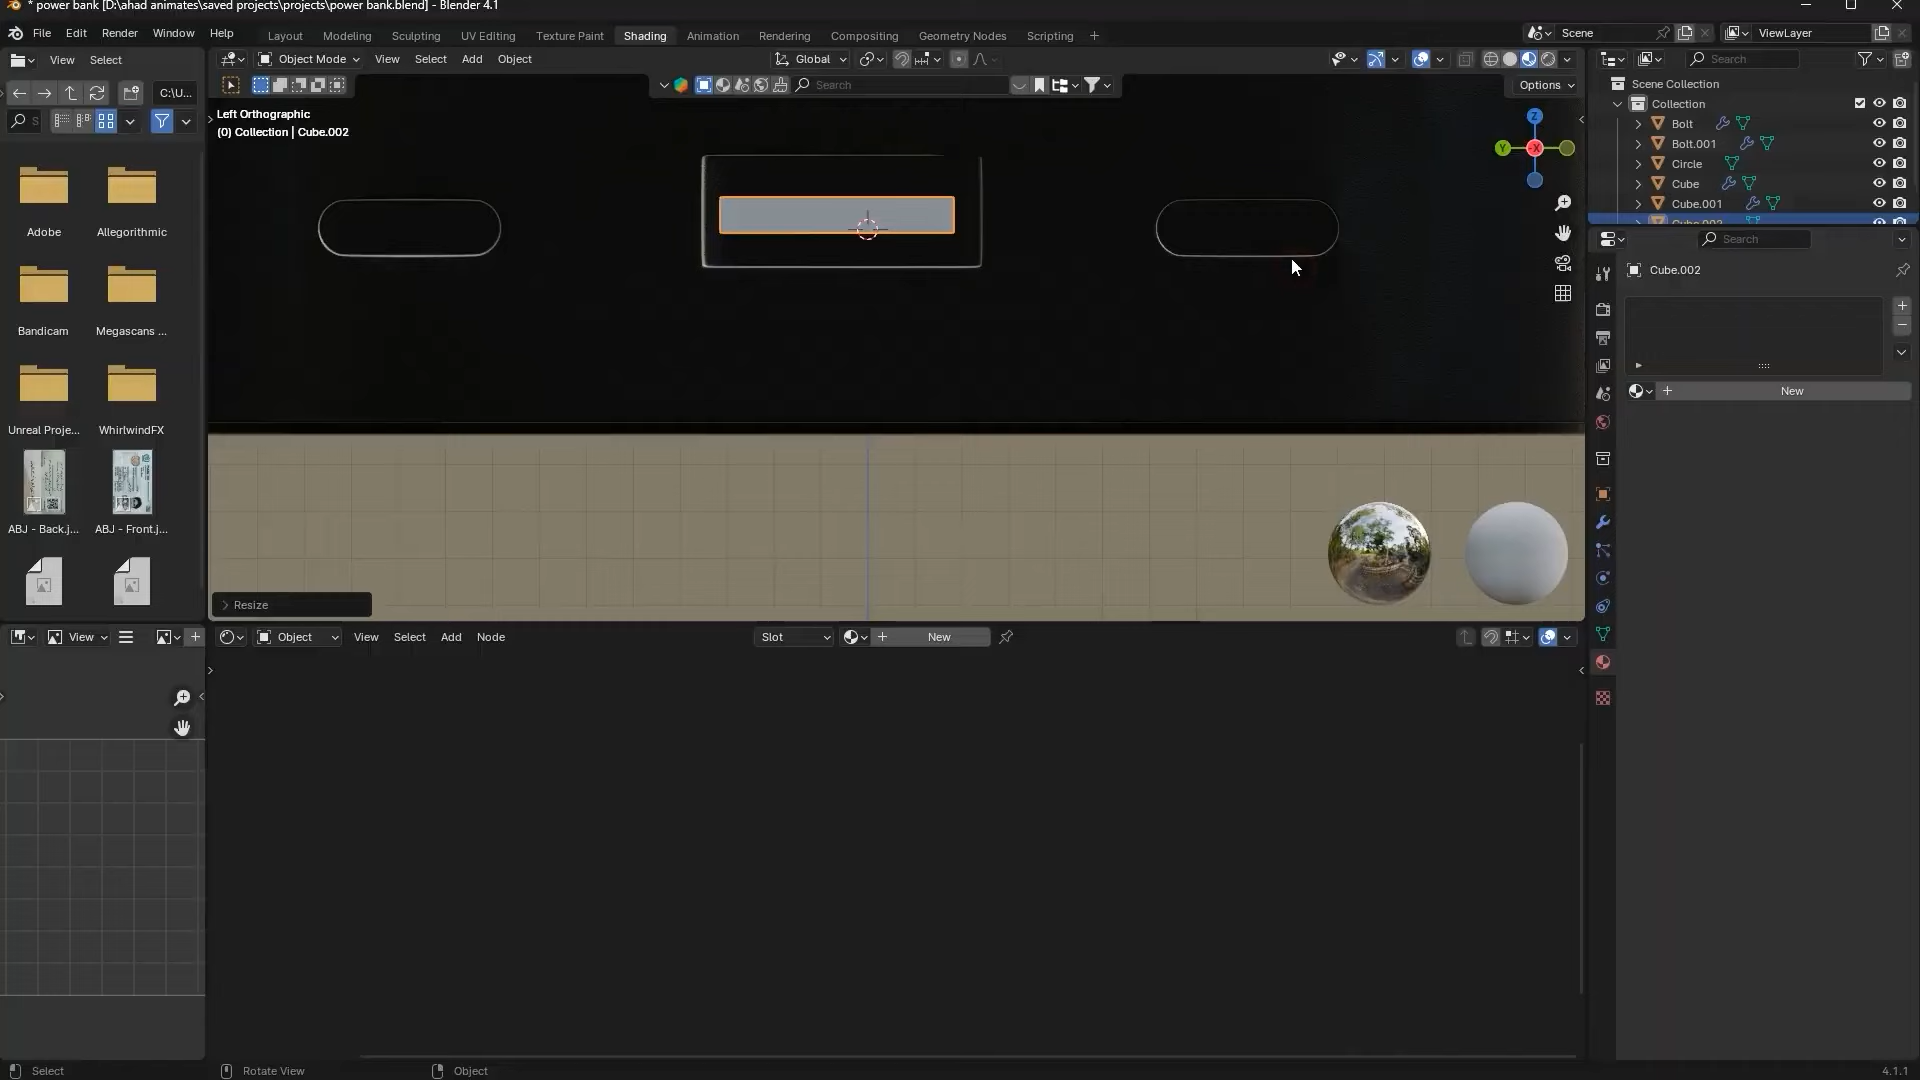 * power bank [D:\ahad animates\saved projects\projects\power bank.blend] - Blender 4.1
File Edit Render Window Help
Layout Modeling Sculpting UV Editing Texture Paint Shading Animation Rendering Compositing Geometry Nodes Scripting +
Scene
ViewLayer
View Select
Object Mode View Select Add Object
Global
Search
C:\U...
S
Search
Options
Left Orthographic
(0) Collection | Cube.002
Z
Y
-X
Scene Collection
Collection
Bolt
Bolt.001
Circle
Cube
Cube.001
Cube.002
Search
Cube.002
New
Adobe
Allegorithmic
Bandicam
Megascans ...
Unreal Proje...
WhirlwindFX
ABJ - Back.j...
ABJ - Front.j...
Resize
View
Object View Select Add Node
Slot
New
Select
Rotate View
Object
4.1.1